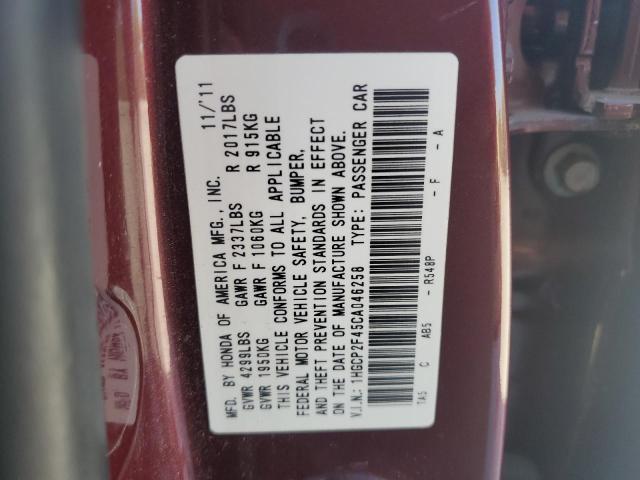 MFD. BY HONDA OF AMERICA MFG., INC. 11/'11
GVWR 4299LBS GAWR F 2337LBS R 2017LBS
GVWR 1950KG GAWR F 1060KG R 915KG
THIS VEHICLE CONFORMS TO ALL APPLICABLE
FEDERAL MOTOR VEHICLE SAFETY, BUMPER,
AND THEFT PREVENTION STANDARDS IN EFFECT
ON THE DATE OF MANUFACTURE SHOWN ABOVE.
V.I.N.: 1HGCP2F45CA046258 TYPE: PASSENGER CAR
TA5 C AB5 - R548P - F - A